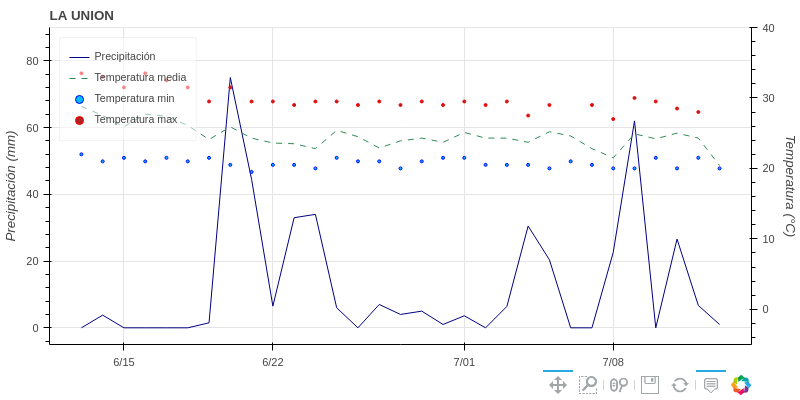 LA UNION
Precipitación
Temperatura media
Temperatura min
Temperatura max
Precipitación (mm)
80
60
40
20
0
Temperatura (°C)
40
30
20
10
0
6/15
6/22
7/01
7/08